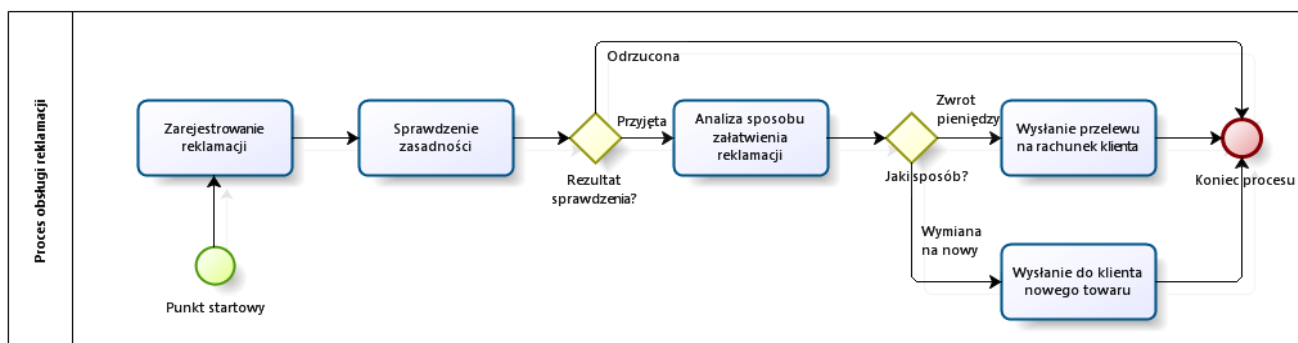 Proces obsługi reklamacji
Odrzucona
Zarejestrowanie
reklamacji
Sprawdzenie
zasadności
Rezultat
sprawdzenia?
Przyjęta
Analiza sposobu
załatwienia
reklamacji
Jaki sposób?
Zwrot
pieniędzy
Wysłanie przelewu
na rachunek klienta
Koniec procesu
Wymiana
na nowy
Wysłanie do klienta
nowego towaru
Punkt startowy